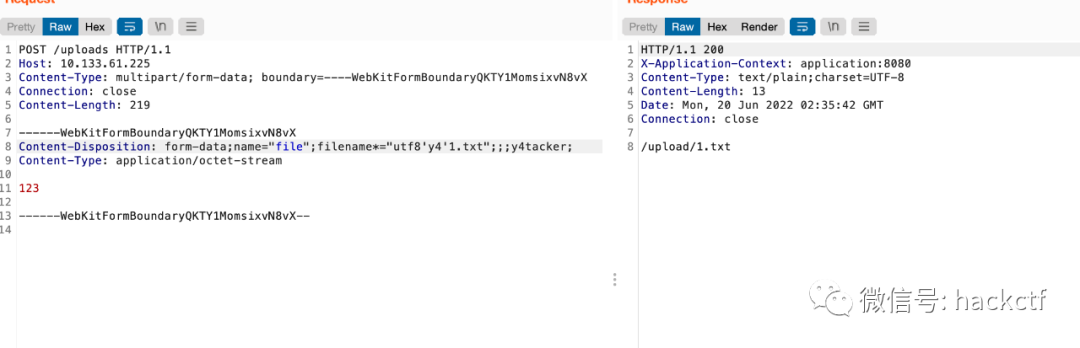 Request
Response
Pretty Raw Hex \n
Pretty Raw Hex Render \n
1 POST /uploads HTTP/1.1
2 Host: 10.133.61.225
3 Content-Type: multipart/form-data; boundary=----WebKitFormBoundaryQKTY1MomsixvN8vX
4 Connection: close
5 Content-Length: 219
6
7 ------WebKitFormBoundaryQKTY1MomsixvN8vX
8 Content-Disposition: form-data;name="file";filename*="utf8'y4'1.txt";;;y4tacker;
9 Content-Type: application/octet-stream
10
11 123
12
13 ------WebKitFormBoundaryQKTY1MomsixvN8vX--
14
1 HTTP/1.1 200
2 X-Application-Context: application:8080
3 Content-Type: text/plain;charset=UTF-8
4 Content-Length: 13
5 Date: Mon, 20 Jun 2022 02:35:42 GMT
6 Connection: close
7
8 /upload/1.txt
微信号: hackctf